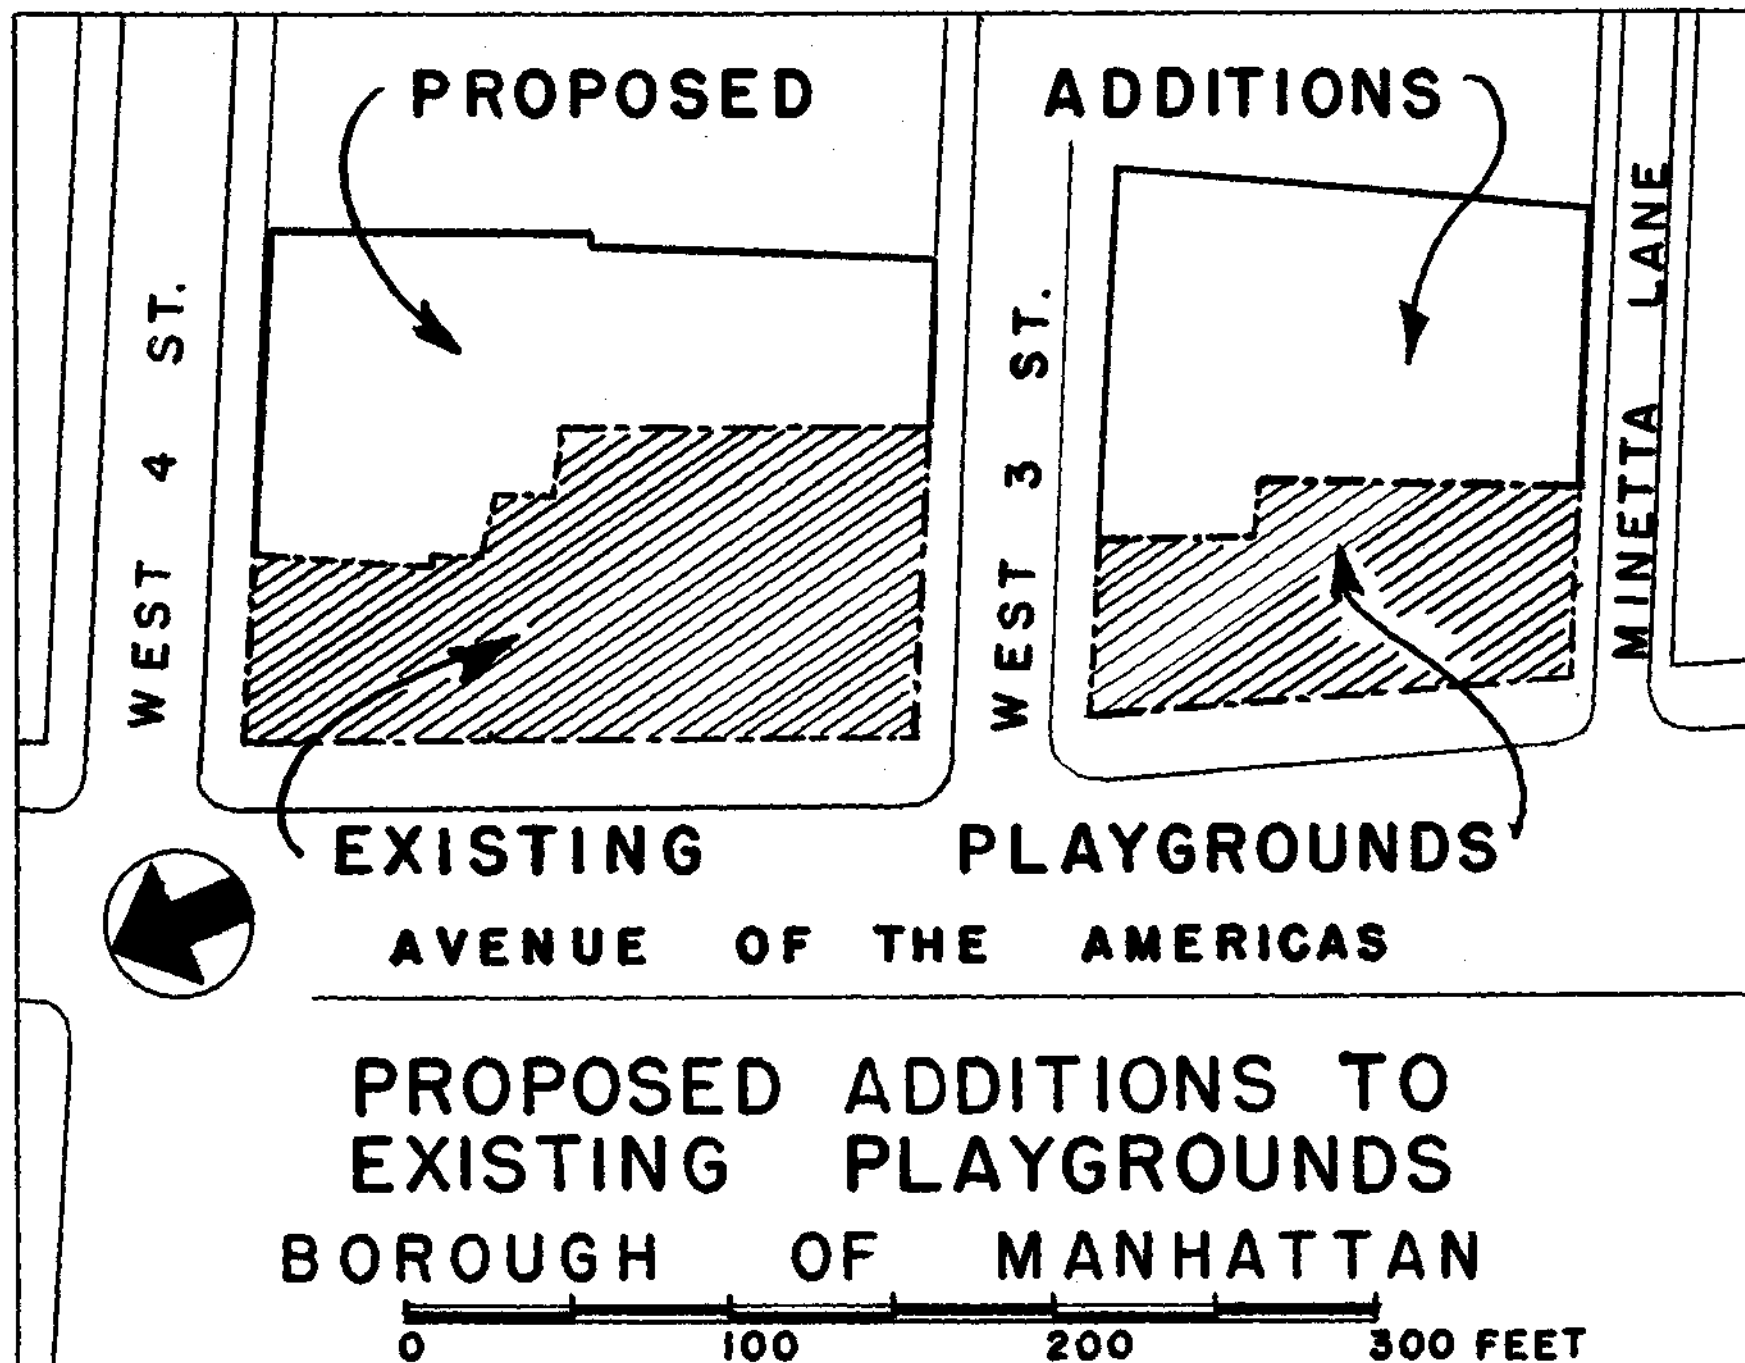 PROPOSED ADDITIONS
WEST 4 ST.
WEST 3 ST.
MINETTA LANE
EXISTING PLAYGROUNDS
AVENUE OF THE AMERICAS
PROPOSED ADDITIONS TO
EXISTING PLAYGROUNDS
BOROUGH OF MANHATTAN
0 100 200 300 FEET